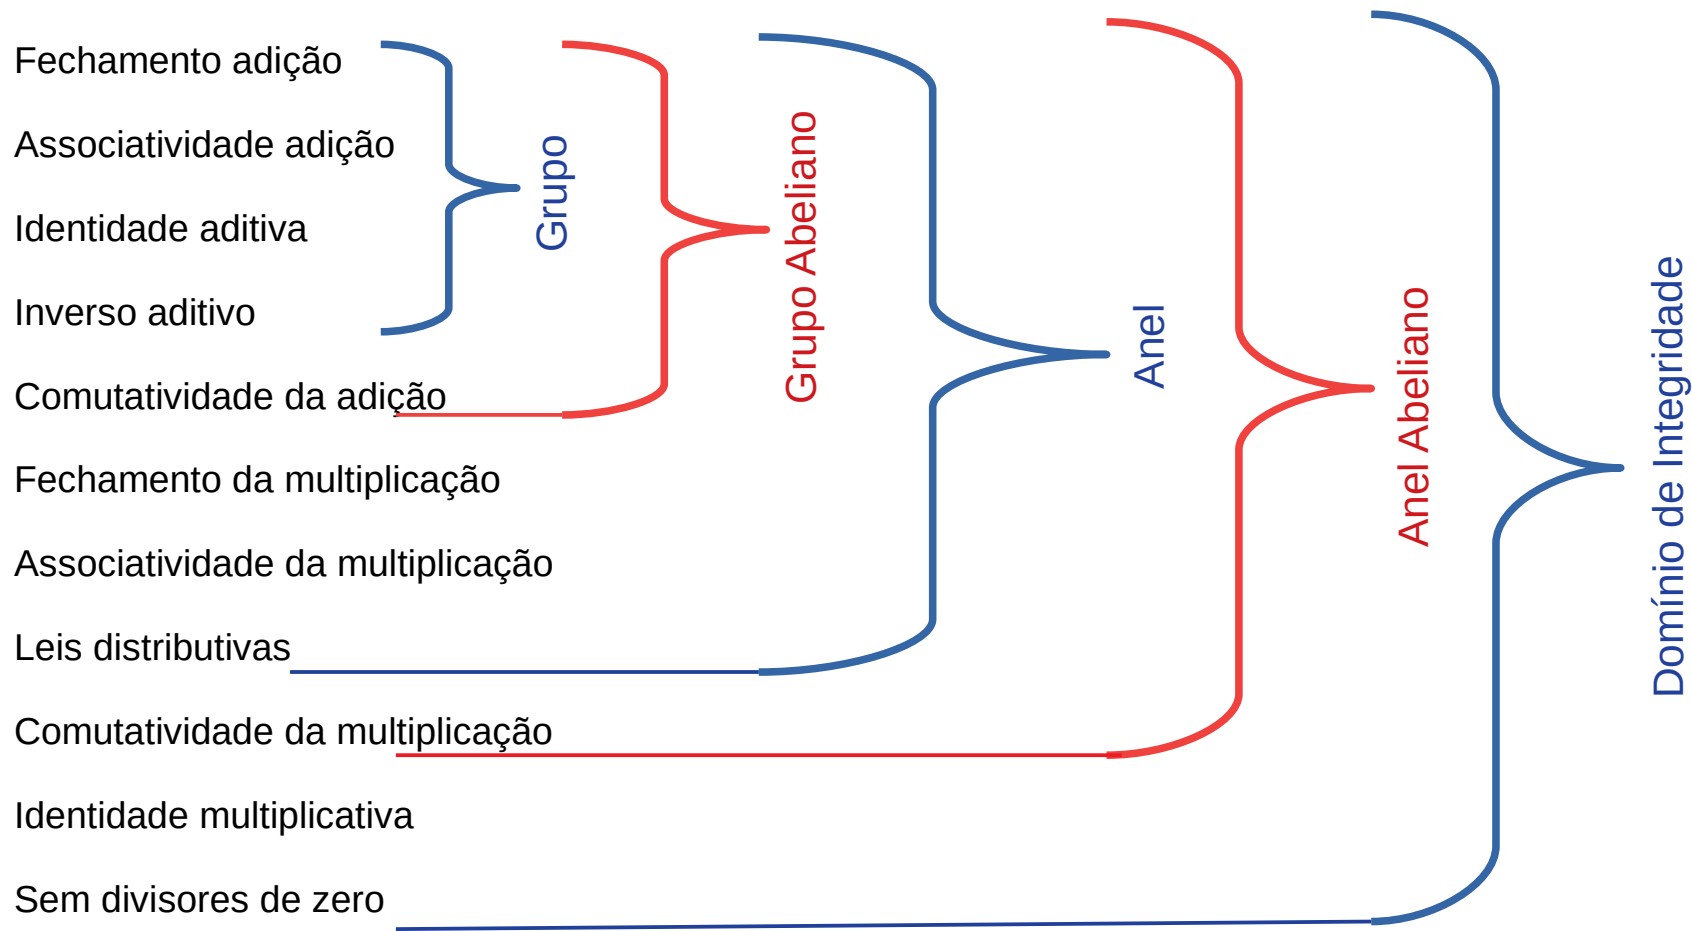 Fechamento adição
Associatividade adição
Identidade aditiva
Inverso aditivo
Comutatividade da adição
Fechamento da multiplicação
Associatividade da multiplicação
Leis distributivas
Comutatividade da multiplicação
Identidade multiplicativa
Sem divisores de zero
Grupo
Grupo Abeliano
Anel
Anel Abeliano
Domínio de Integridade